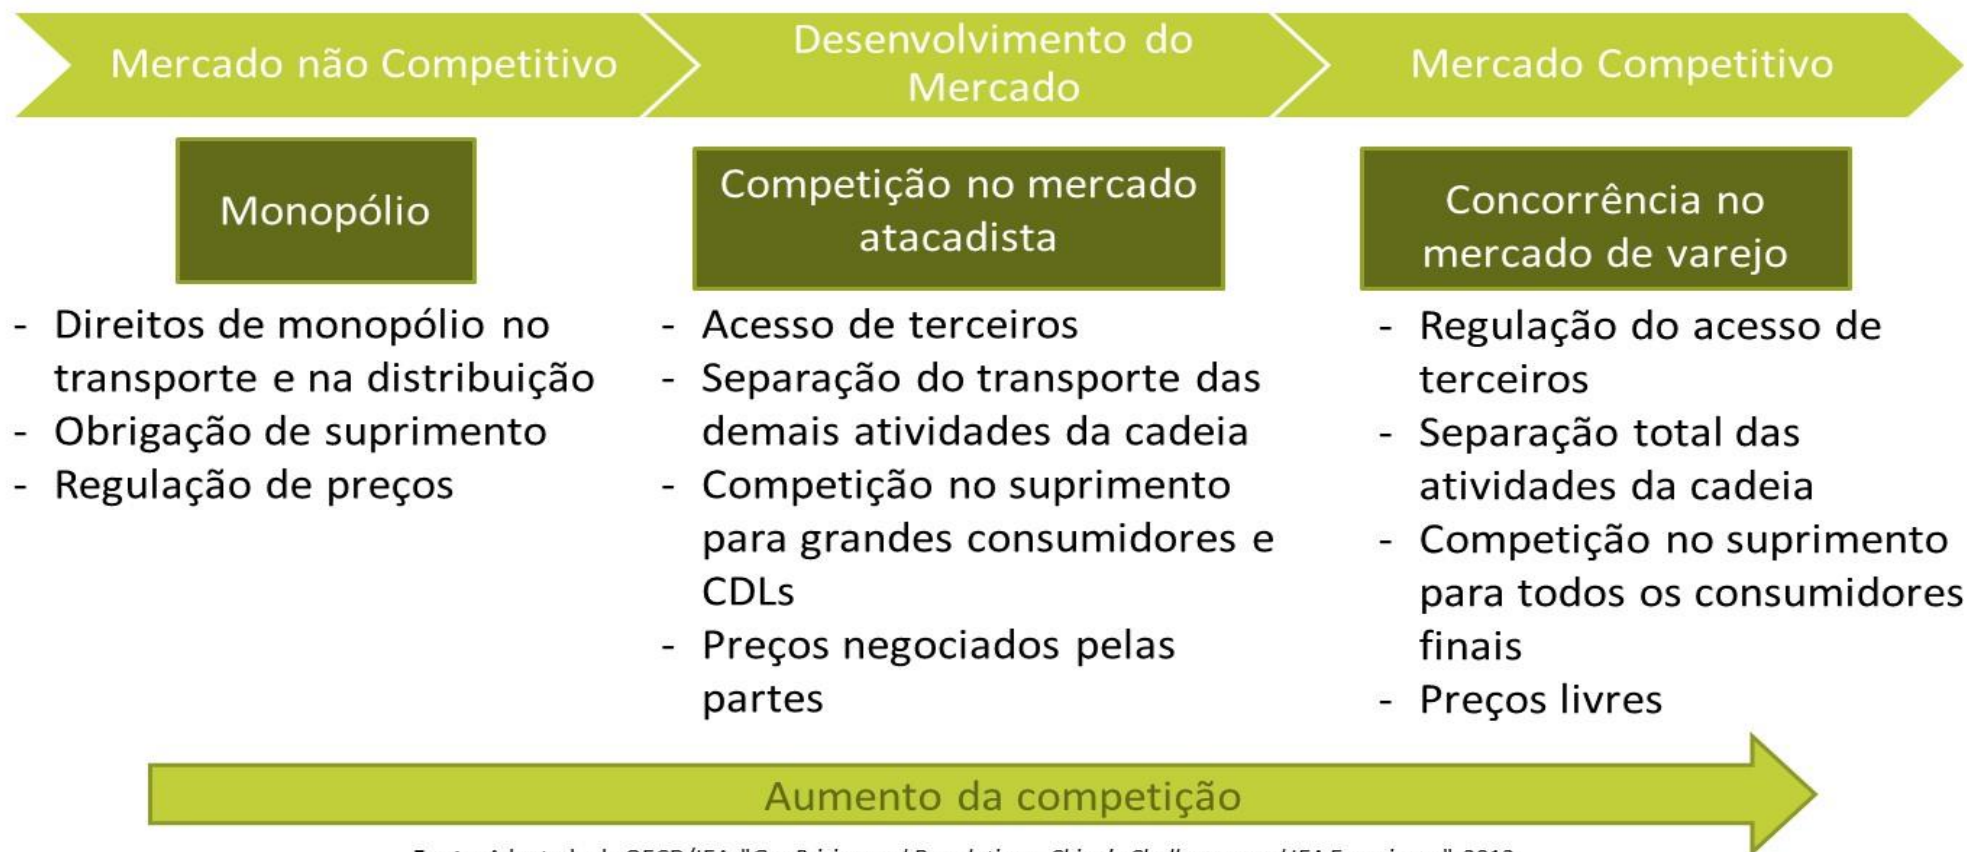 Mercado não Competitivo
Desenvolvimento do
Mercado
Mercado Competitivo
Monopólio
- Direitos de monopólio no
transporte e na distribuição
- Obrigação de suprimento
- Regulação de preços
Competição no mercado
atacadista
- Acesso de terceiros
- Separação do transporte das
demais atividades da cadeia
- Competição no suprimento
para grandes consumidores e
CDLs
- Preços negociados pelas
partes
Concorrência no
mercado de varejo
- Regulação do acesso de
terceiros
- Separação total das
atividades da cadeia
- Competição no suprimento
para todos os consumidores
finais
- Preços livres
Aumento da competição